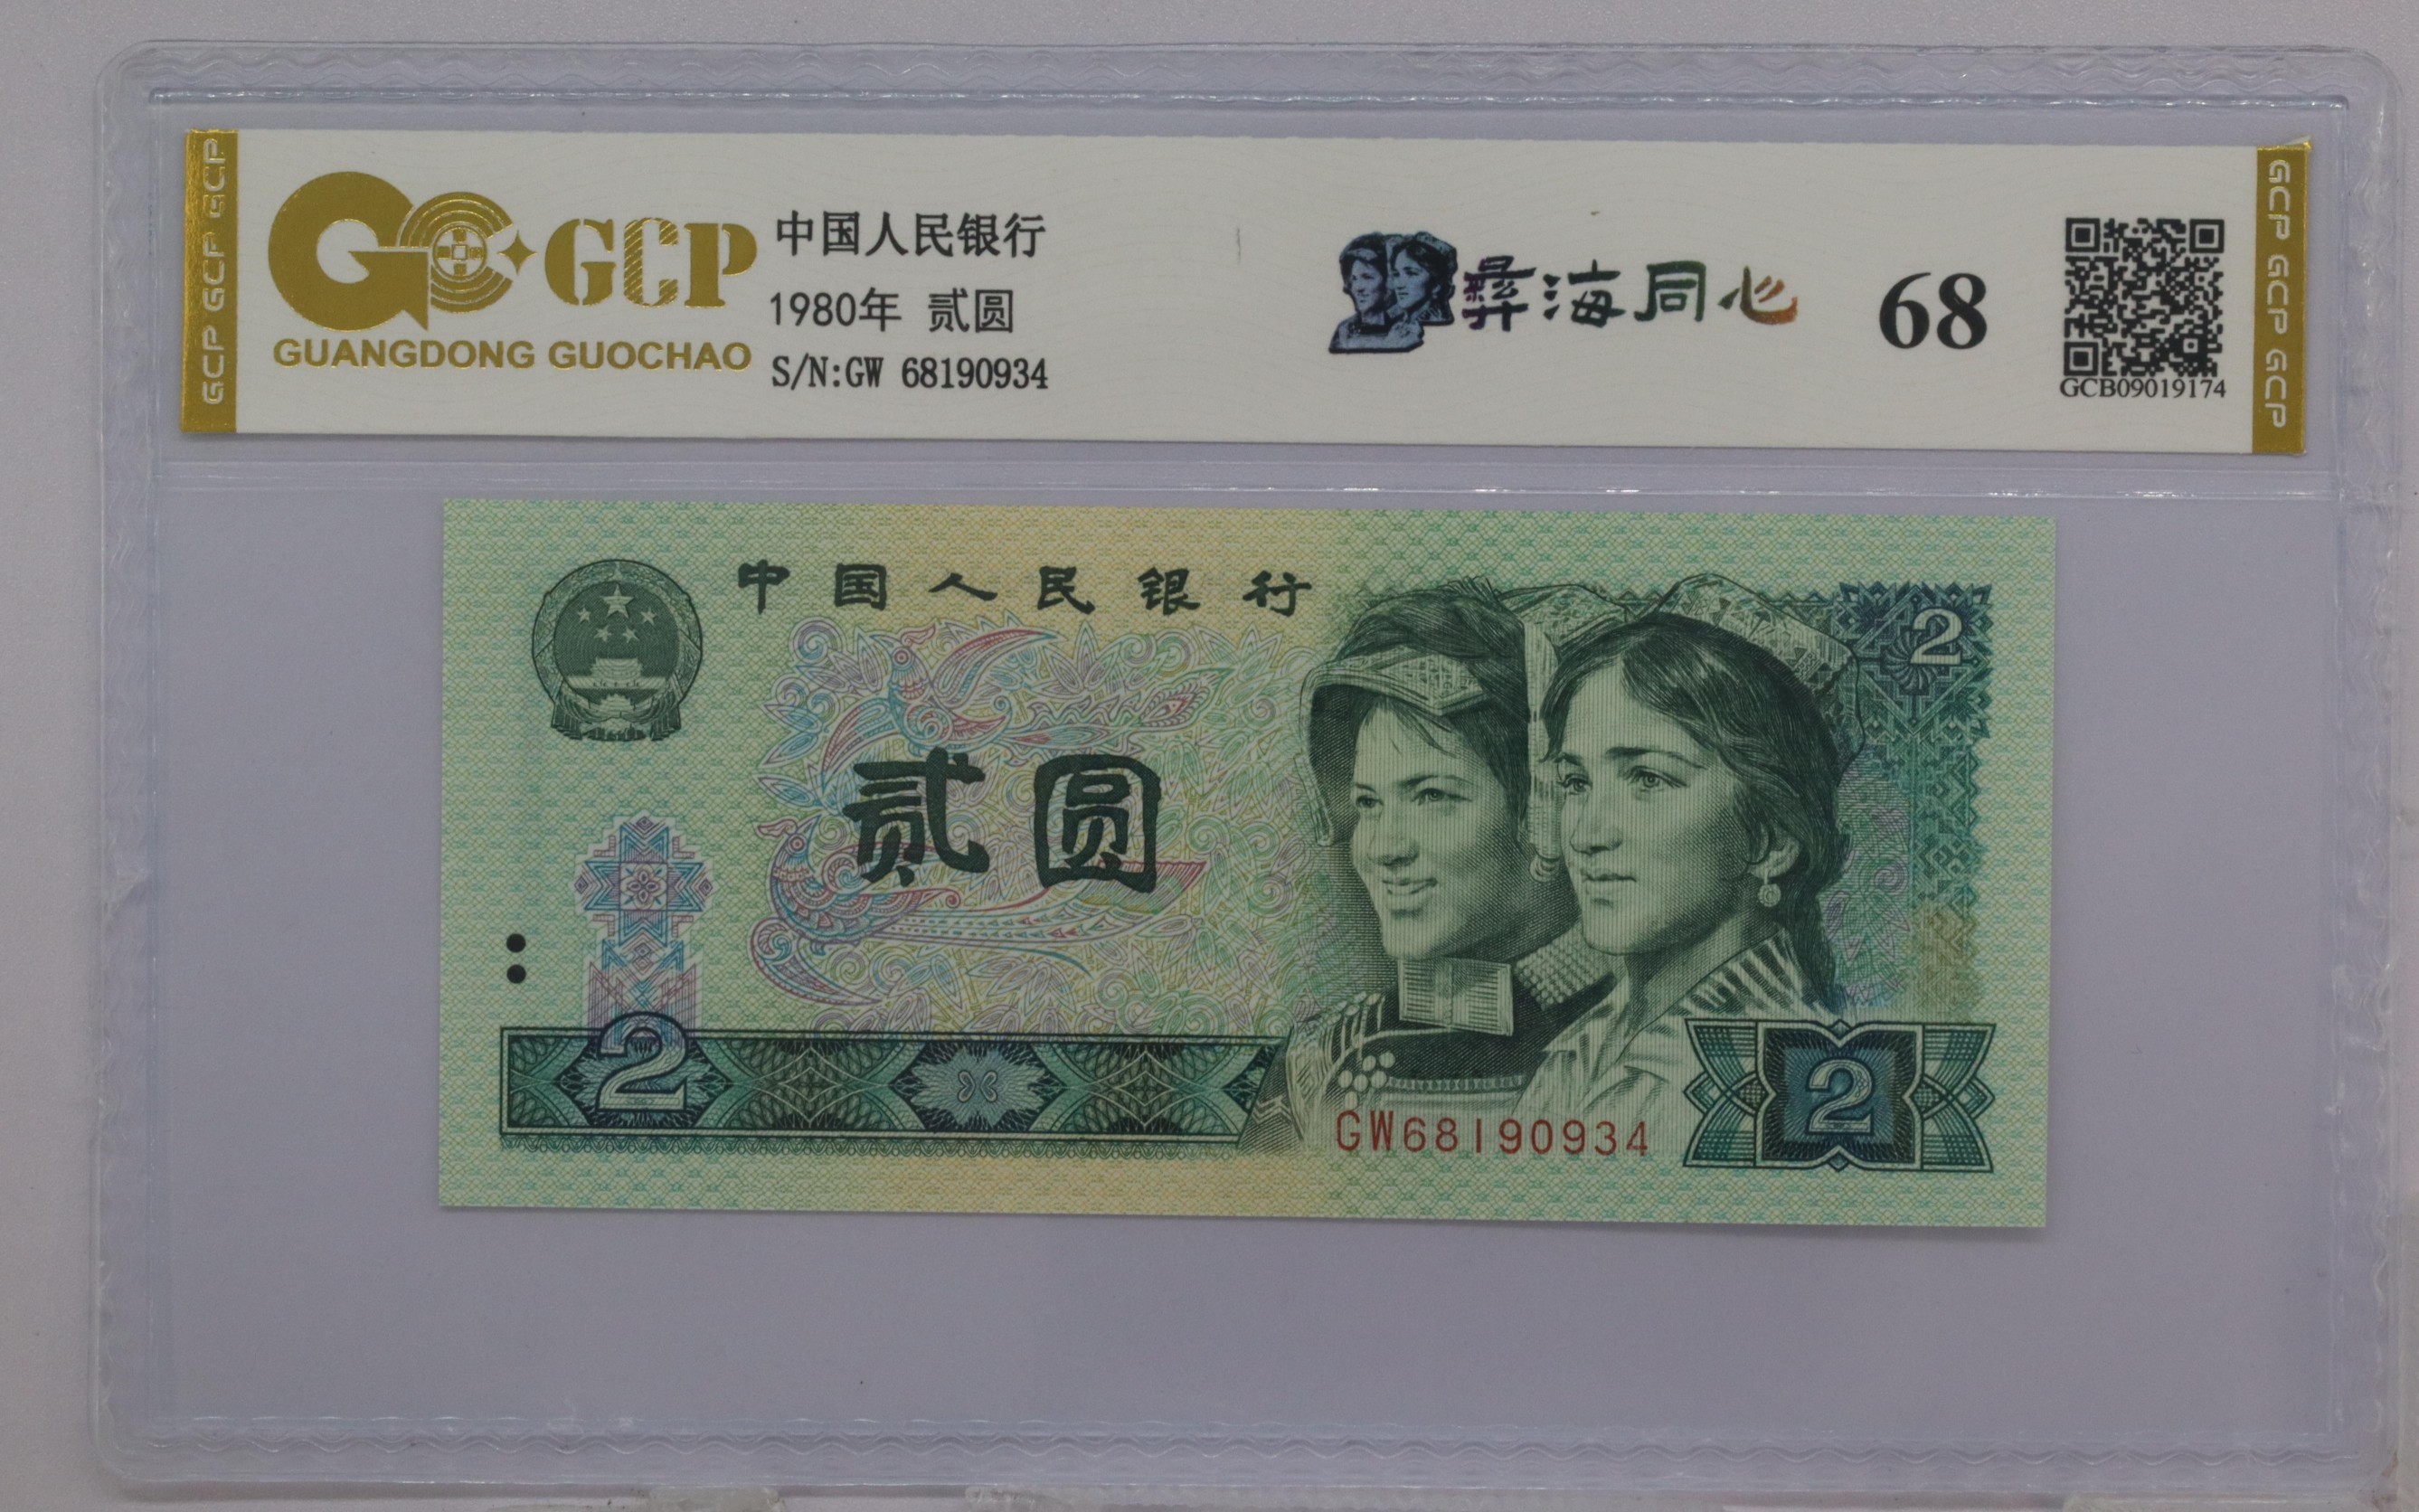 GCP GCP GCP
GCP
GUANGDONG GUOCHAO
中国人民银行
1980年 贰圆
S/N:GW 68190934
彝海同心
68
GCB09019174
GCP GCP GCP
中国人民银行
2
贰圆
2
2
GW68190934